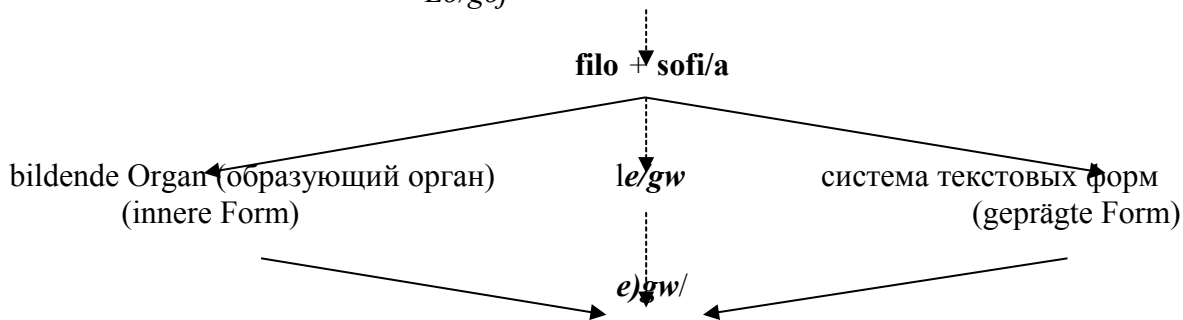 filo + sofi/a
bildende Organ (образующий орган) le/gw система текстовых форм
(innere Form) (geprägte Form)
e)gw/